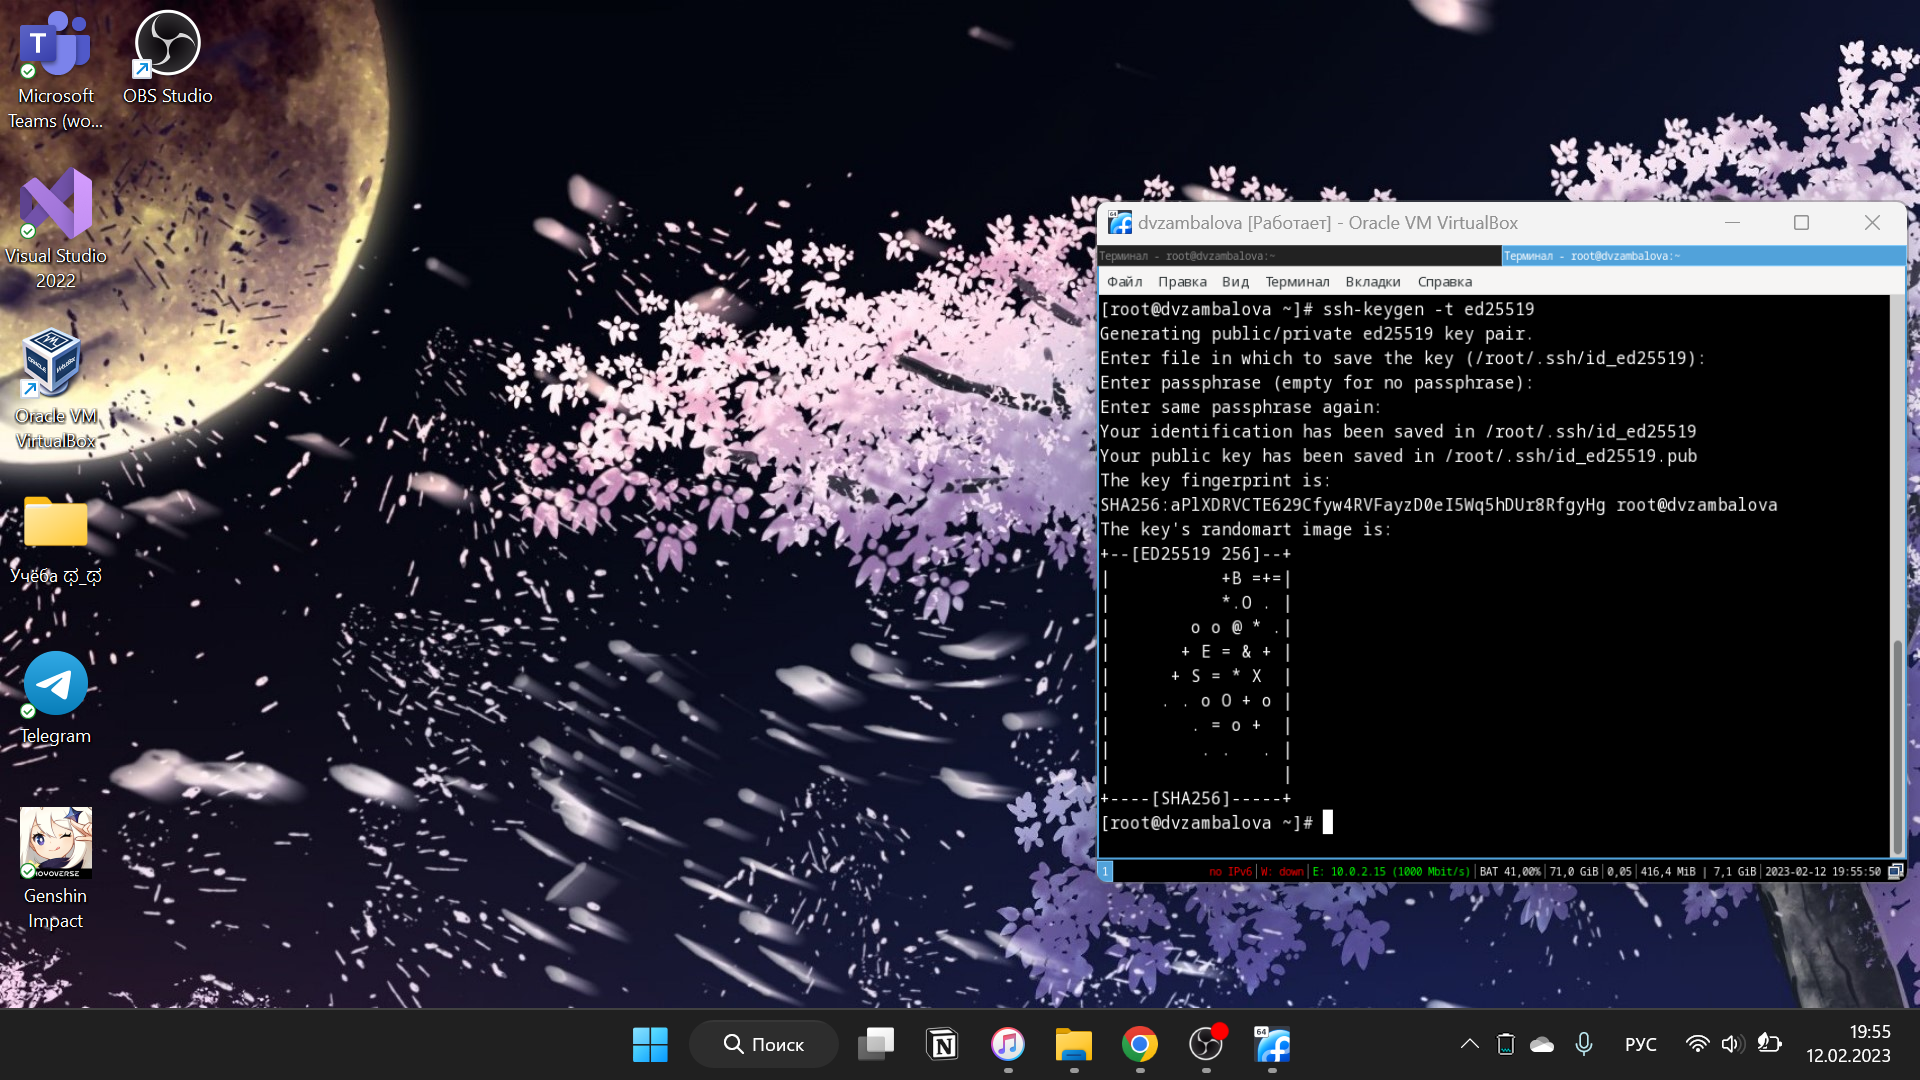 Microsoft
Teams (wo...
OBS Studio
Visual Studio
2022
Oracle VM
VirtualBox
Учёба ಥ_ಥ
Telegram
HOYOVERSE
Genshin
Impact
dvzambalova [Работает] - Oracle VM VirtualBox
Терминал - root@dvzambalova:~
Терминал - root@dvzambalova:~
Файл Правка Вид Терминал Вкладки Справка
[root@dvzambalova ~]# ssh-keygen -t ed25519
Generating public/private ed25519 key pair.
Enter file in which to save the key (/root/.ssh/id_ed25519):
Enter passphrase (empty for no passphrase):
Enter same passphrase again:
Your identification has been saved in /root/.ssh/id_ed25519
Your public key has been saved in /root/.ssh/id_ed25519.pub
The key fingerprint is:
SHA256:aPlXDRVCTE629Cfyw4RVFayzD0eI5Wq5hDUr8RfgyHg root@dvzambalova
The key's randomart image is:
+--[ED25519 256]--+
|           +B =+=|
|           *.O . |
|        o o @ * .|
|       + E = & + |
|      + S = * X  |
|     . . o O + o |
|        . = o +  |
|         . .   . |
|                 |
+----[SHA256]-----+
[root@dvzambalova ~]#
1
no IPv6|W: down|E: 10.0.2.15 (1000 Mbit/s)|BAT 41,00%|71,0 GiB|0,05|416,4 MiB | 7,1 GiB|2023-02-12 19:55:50
Поиск
64
РУС
19:55
12.02.2023